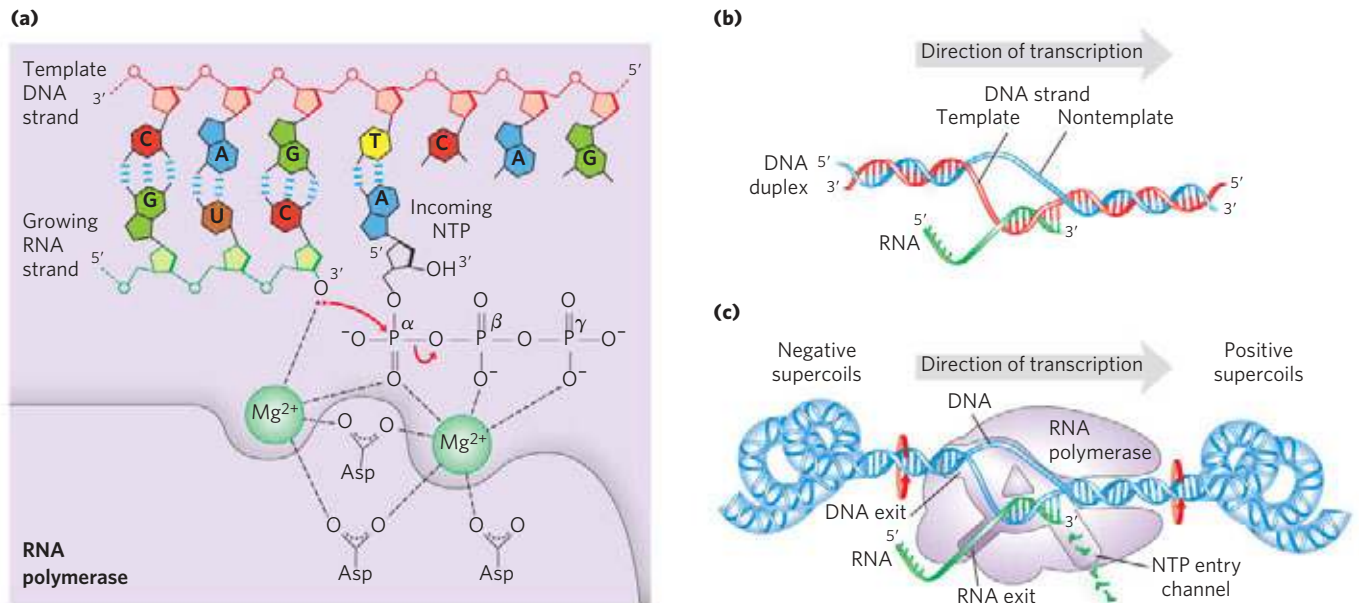 (a)
Template
DNA
strand
3′
5′
C
A
G
T
C
A
G
G
U
C
A
Growing
RNA
strand
5′
3′
Incoming
NTP
5′
OH 3′
O
O
O O O
α β γ
⁻O P O P O P O⁻
O O⁻ O⁻
Mg²⁺
O O
Mg²⁺
Asp
O O O O
Asp Asp
RNA
polymerase
(b)
Direction of transcription
DNA strand
Template Nontemplate
DNA
duplex
5′
3′
5′
3′
5′
RNA
3′
(c)
Negative
supercoils
Direction of transcription
Positive
supercoils
DNA
RNA
polymerase
DNA exit
5′
RNA
3′
RNA exit
NTP entry
channel